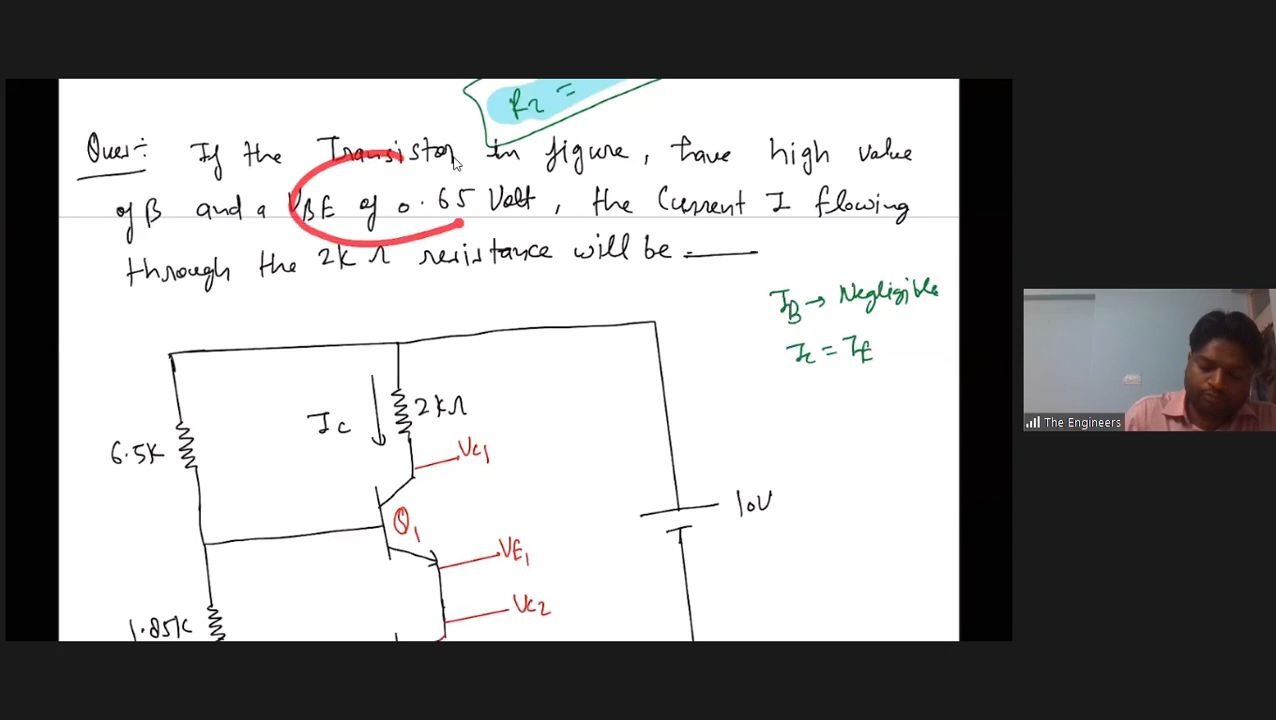 R2 =
Ques:- If the Transistor in figure, have high value
of β and a VBE of 0.65 Volt, the Current I flowing
through the 2K Ω resistance will be ____
IB → Negligible
Ic = IE
Ic
2KΩ
6.5K
VC1
Q1
10V
VE1
VC2
1.85K
The Engineers